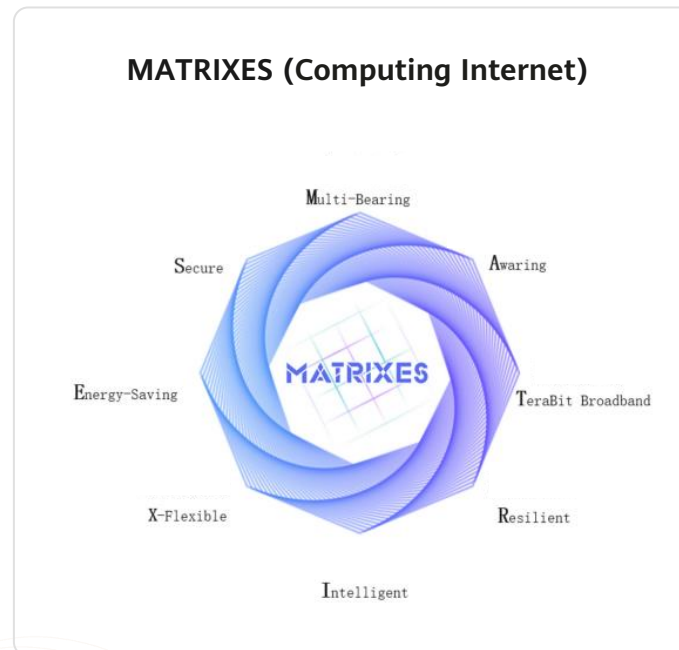 MATRIXES (Computing Internet)
Multi-Bearing
Secure
Awaring
MATRIXES
Energy-Saving
TeraBit Broadband
X-Flexible
Resilient
Intelligent